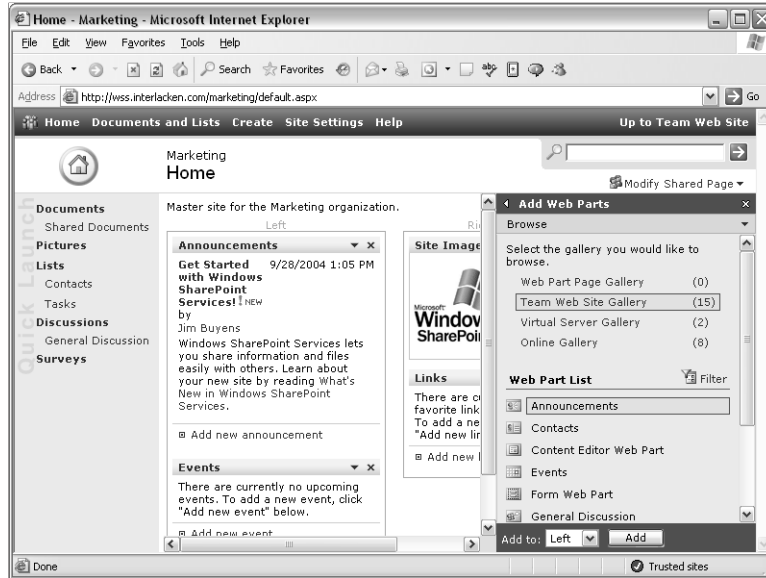 Home - Marketing - Microsoft Internet Explorer
File Edit View Favorites Tools Help
Back Search Favorites
Address http://wss.interlacken.com/marketing/default.aspx Go
Home Documents and Lists Create Site Settings Help Up to Team Web Site
Marketing
Home
Modify Shared Page
Quick Launch
Documents
Shared Documents
Pictures
Lists
Contacts
Tasks
Discussions
General Discussion
Surveys
Master site for the Marketing organization.
Left
Announcements
Get Started with Windows SharePoint Services! NEW
9/28/2004 1:05 PM
by
Jim Buyens
Windows SharePoint Services lets
you share information and files
easily with others. Learn about
your new site by reading What's
New in Windows SharePoint
Services.
Add new announcement
Events
There are currently no upcoming
events. To add a new event, click
"Add new event" below.
Add new event
Ri
Site Image
Microsoft
Window
SharePoi
Links
There are cu
favorite link
To add a ne
"Add new lin
Add new l
Add Web Parts
Browse
Select the gallery you would like to
browse.
Web Part Page Gallery (0)
Team Web Site Gallery (15)
Virtual Server Gallery (2)
Online Gallery (8)
Web Part List Filter
Announcements
Contacts
Content Editor Web Part
Events
Form Web Part
General Discussion
Add to: Left Add
Done Trusted sites